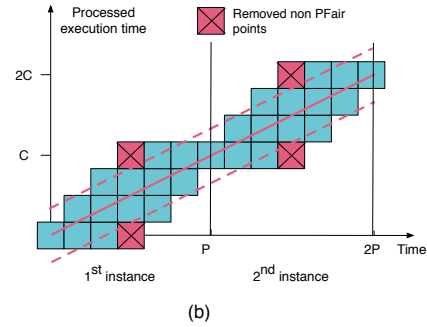 Processed
execution time
Removed non PFair
points
2C
C
P
2P
Time
1st instance
2nd instance
(b)